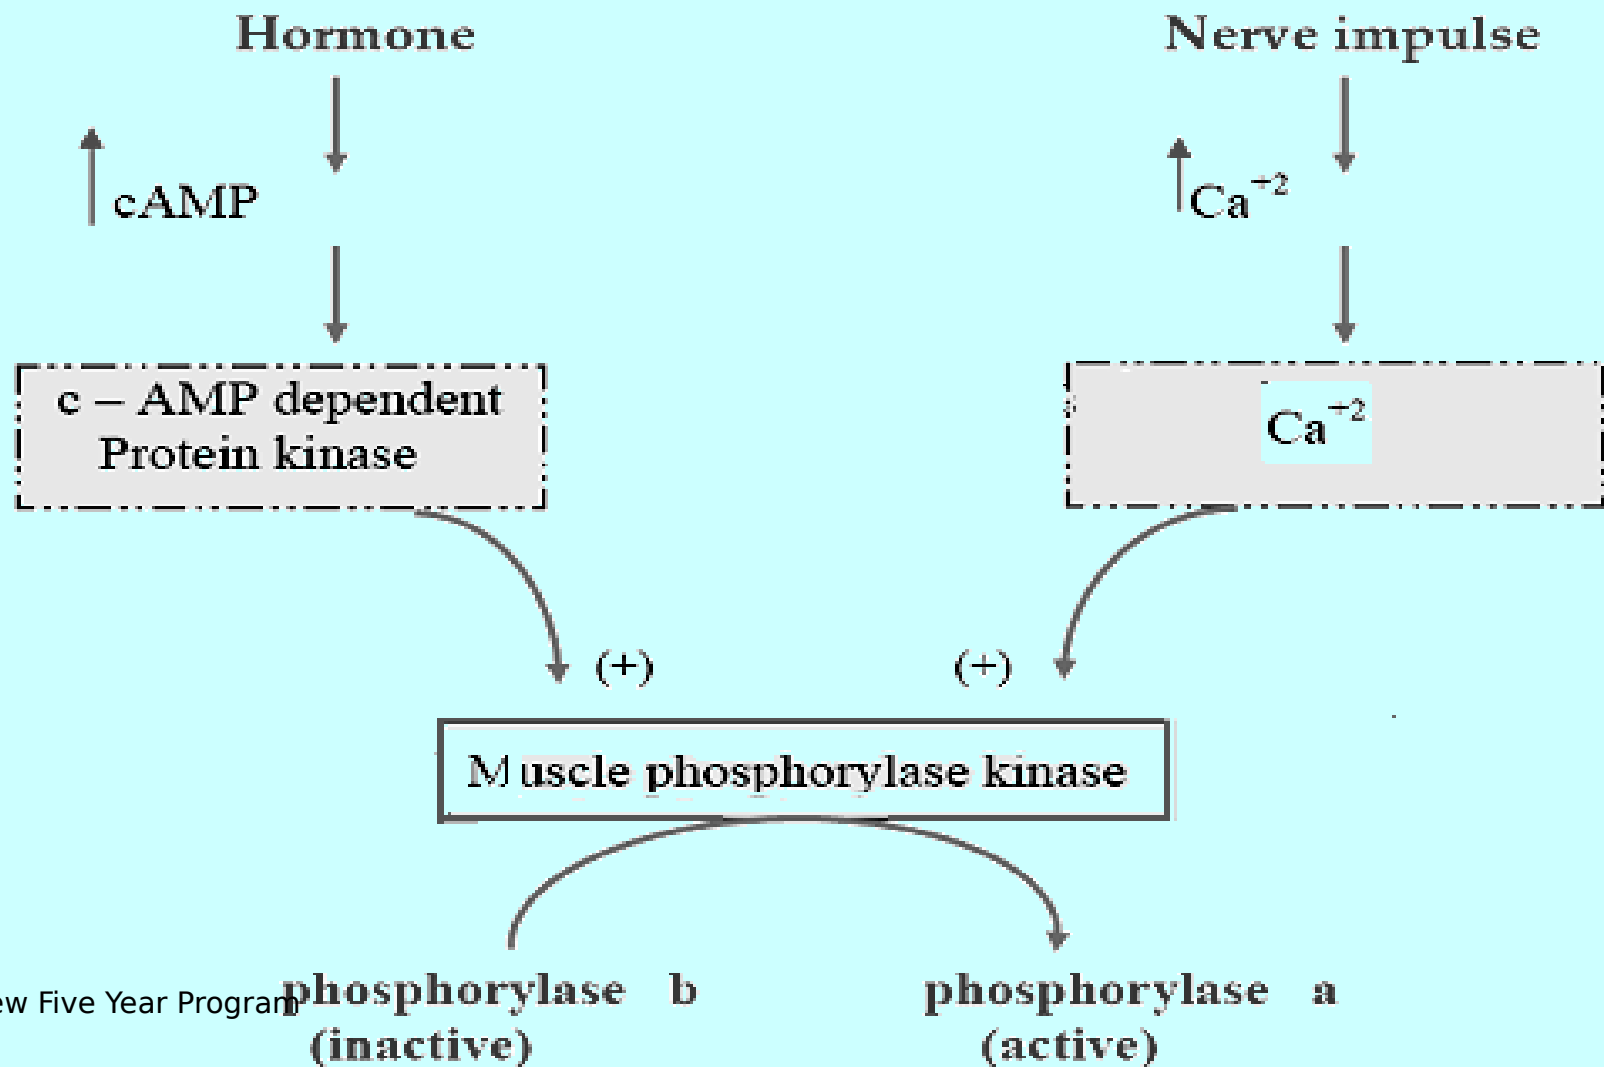 Hormone
Nerve impulse
cAMP
Ca+2
c – AMP dependent
Protein kinase
Ca+2
(+)
(+)
Muscle phosphorylase kinase
phosphorylase b
(inactive)
phosphorylase a
(active)
Five Year Program